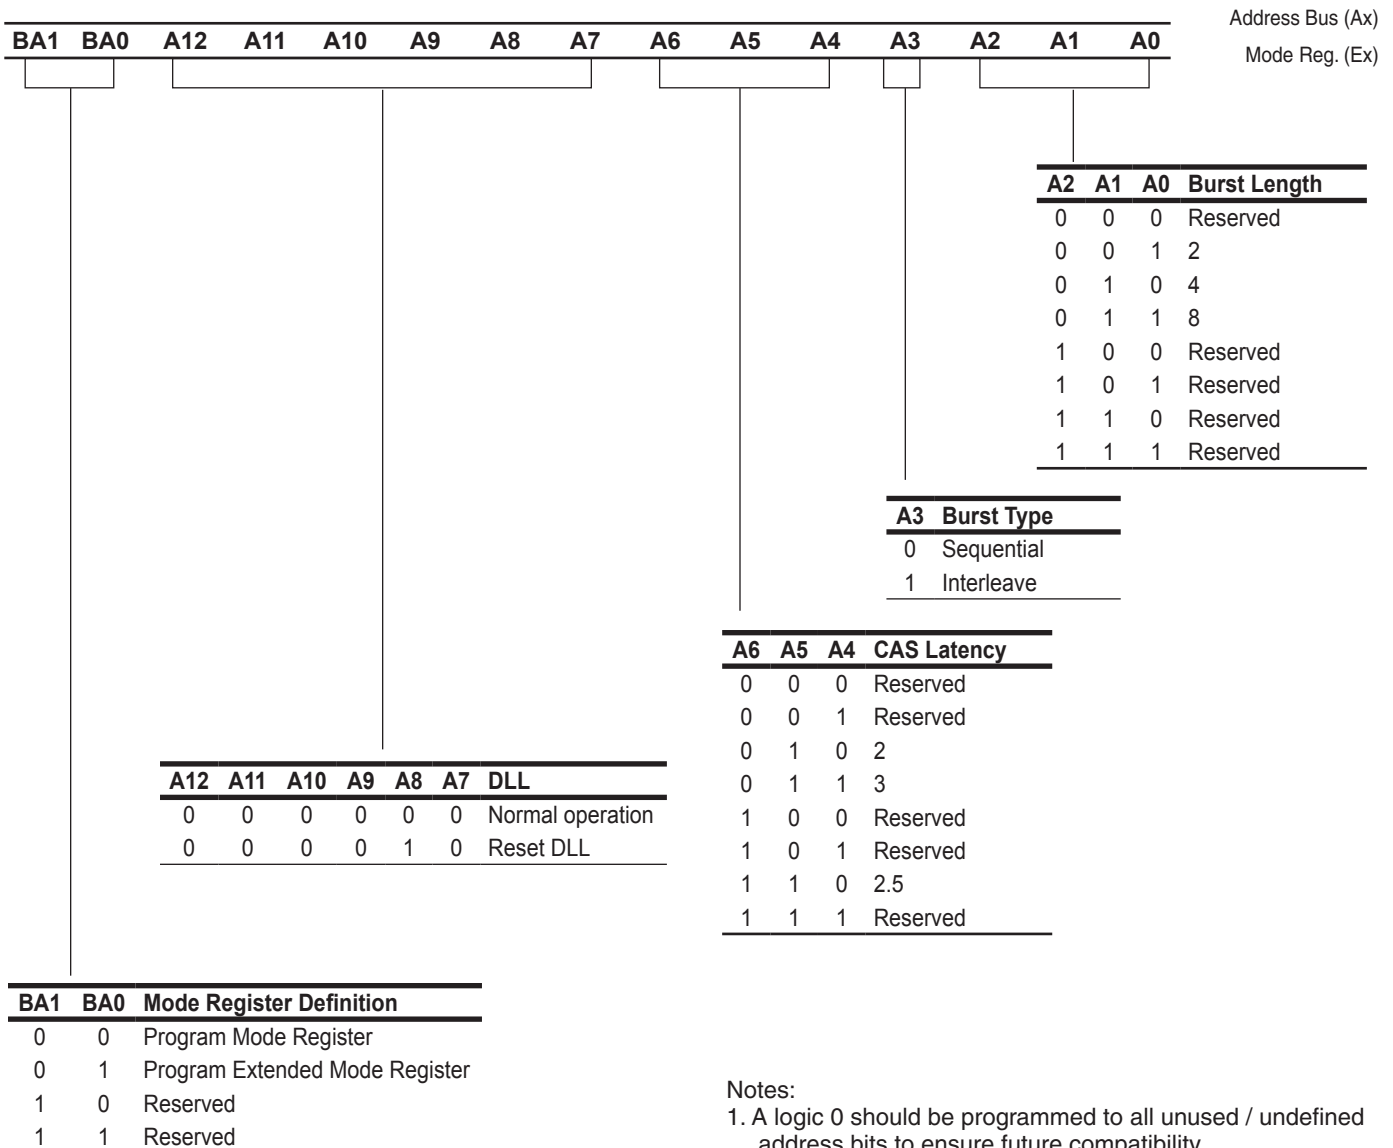 Address Bus (Ax)
BA1 BA0 A12 A11 A10 A9 A8 A7 A6 A5 A4 A3 A2 A1 A0
Mode Reg. (Ex)
A2 A1 A0 Burst Length
0 0 0 Reserved
0 0 1 2
0 1 0 4
0 1 1 8
1 0 0 Reserved
1 0 1 Reserved
1 1 0 Reserved
1 1 1 Reserved
A3 Burst Type
0 Sequential
1 Interleave
A6 A5 A4 CAS Latency
0 0 0 Reserved
0 0 1 Reserved
0 1 0 2
0 1 1 3
1 0 0 Reserved
1 0 1 Reserved
1 1 0 2.5
1 1 1 Reserved
A12 A11 A10 A9 A8 A7 DLL
0 0 0 0 0 0 Normal operation
0 0 0 0 1 0 Reset DLL
BA1 BA0 Mode Register Definition
0 0 Program Mode Register
0 1 Program Extended Mode Register
1 0 Reserved
1 1 Reserved
Notes:
1. A logic 0 should be programmed to all unused / undefined
address bits to ensure future compatibility